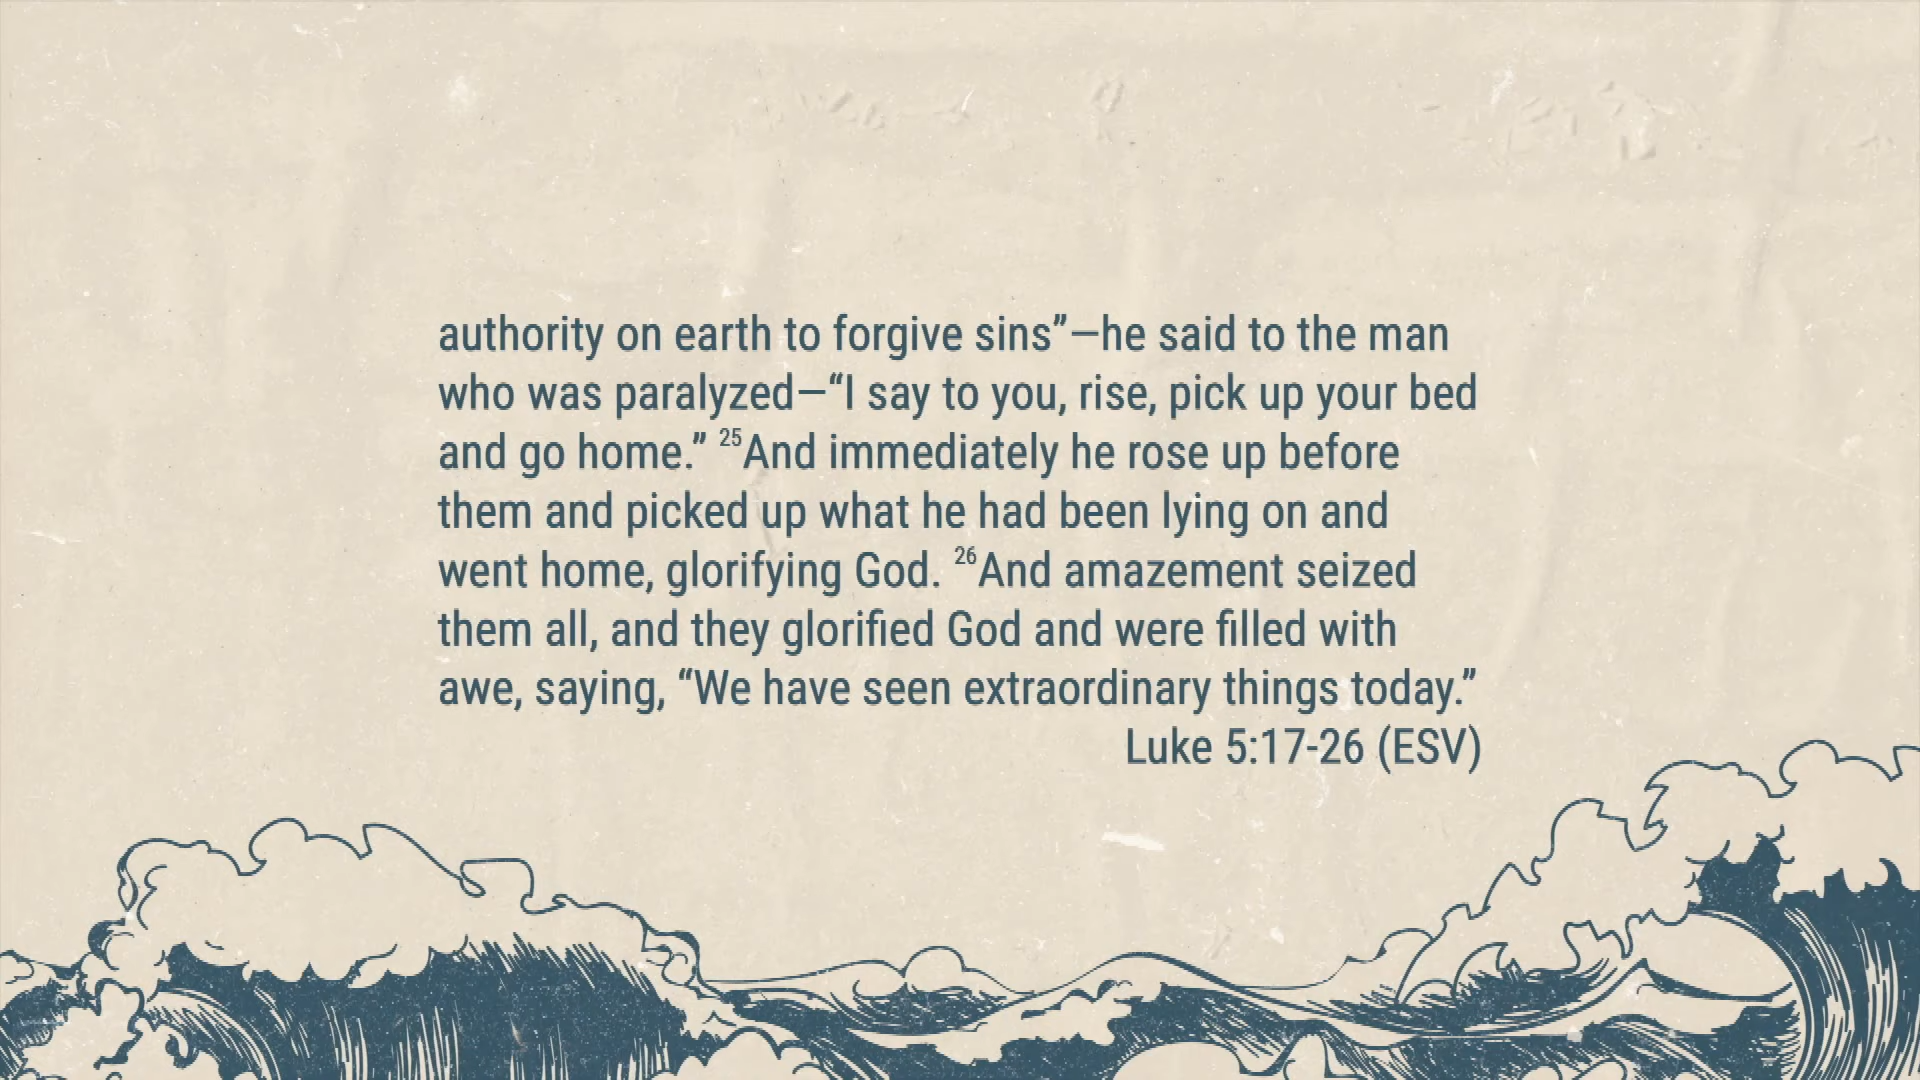 authority on earth to forgive sins”—he said to the man
who was paralyzed—“I say to you, rise, pick up your bed
and go home.” 25And immediately he rose up before
them and picked up what he had been lying on and
went home, glorifying God. 26And amazement seized
them all, and they glorified God and were filled with
awe, saying, “We have seen extraordinary things today.”
Luke 5:17-26 (ESV)